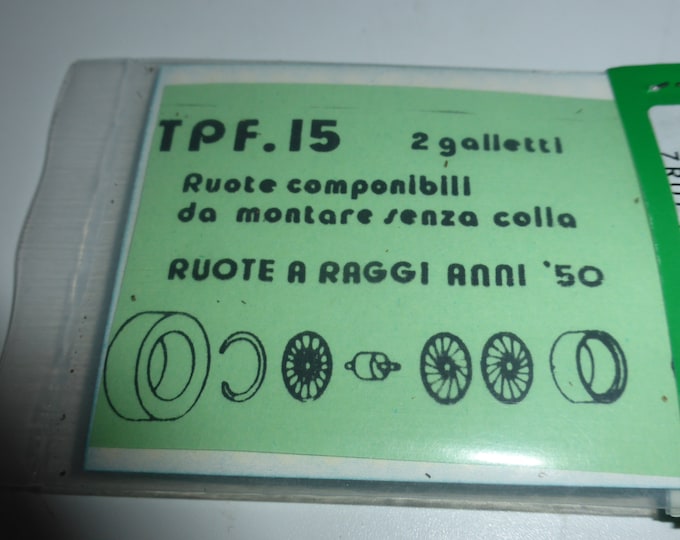 TPF.15 2 galletti
Ruote componibili
da montare senza colla
RUOTE A RAGGI ANNI '50